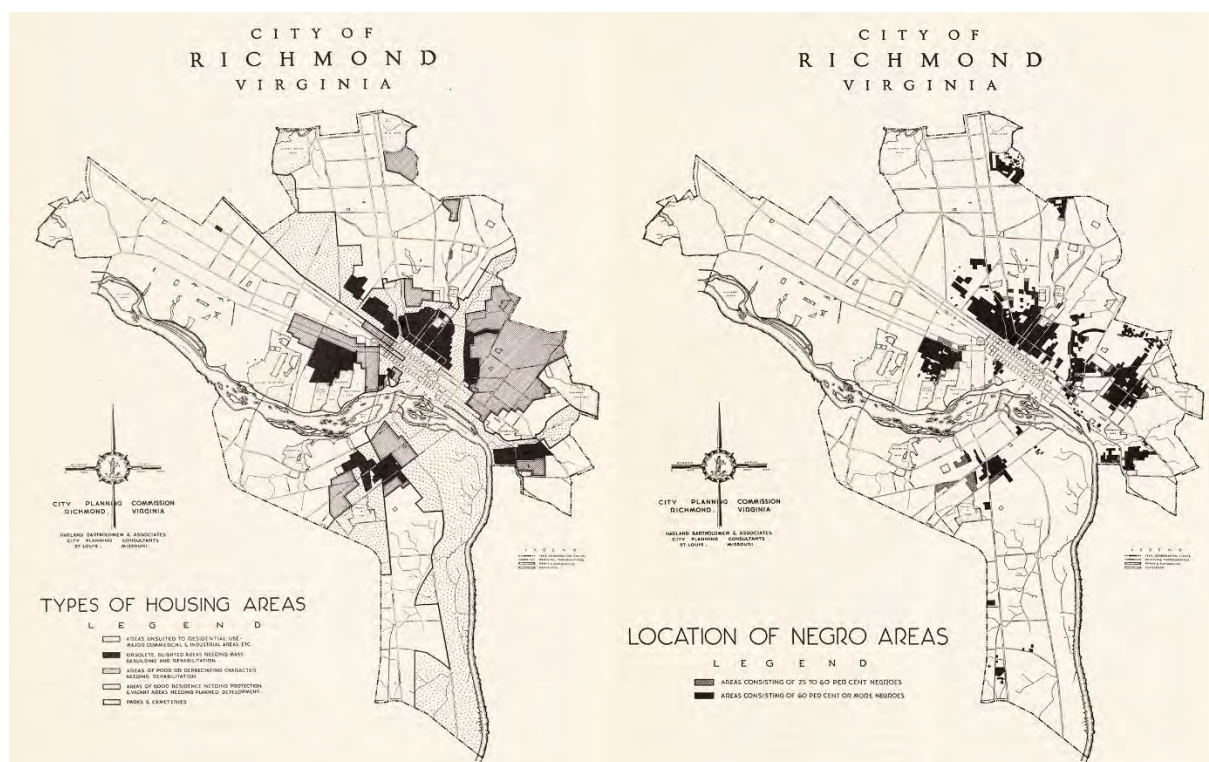 CITY OF
RICHMOND
VIRGINIA
CITY PLANNING COMMISSION
RICHMOND, VIRGINIA
HARLAND BARTHOLOMEW & ASSOCIATES
CITY PLANNING CONSULTANTS
ST. LOUIS, MISSOURI
LEGEND
TYPES OF HOUSING AREAS
LEGEND
AREAS UNSUITED TO RESIDENTIAL USE-
MAJOR COMMERCIAL & INDUSTRIAL AREAS ETC.
OBSOLETE, BLIGHTED AREAS NEEDING MASS
REBUILDING AND REHABILITATION
AREAS OF POOR OR DEPRECIATING CHARACTER
NEEDING REHABILITATION
AREAS OF GOOD RESIDENCE NEEDING PROTECTION
& VACANT AREAS NEEDING PLANNED DEVELOPMENT
PARKS & CEMETERIES
CITY OF
RICHMOND
VIRGINIA
CITY PLANNING COMMISSION
RICHMOND, VIRGINIA
HARLAND BARTHOLOMEW & ASSOCIATES
CITY PLANNING CONSULTANTS
ST. LOUIS, MISSOURI
LEGEND
LOCATION OF NEGRO AREAS
LEGEND
AREAS CONSISTING OF 25 TO 60 PER CENT NEGROES
AREAS CONSISTING OF 60 PER CENT OR MORE NEGROES